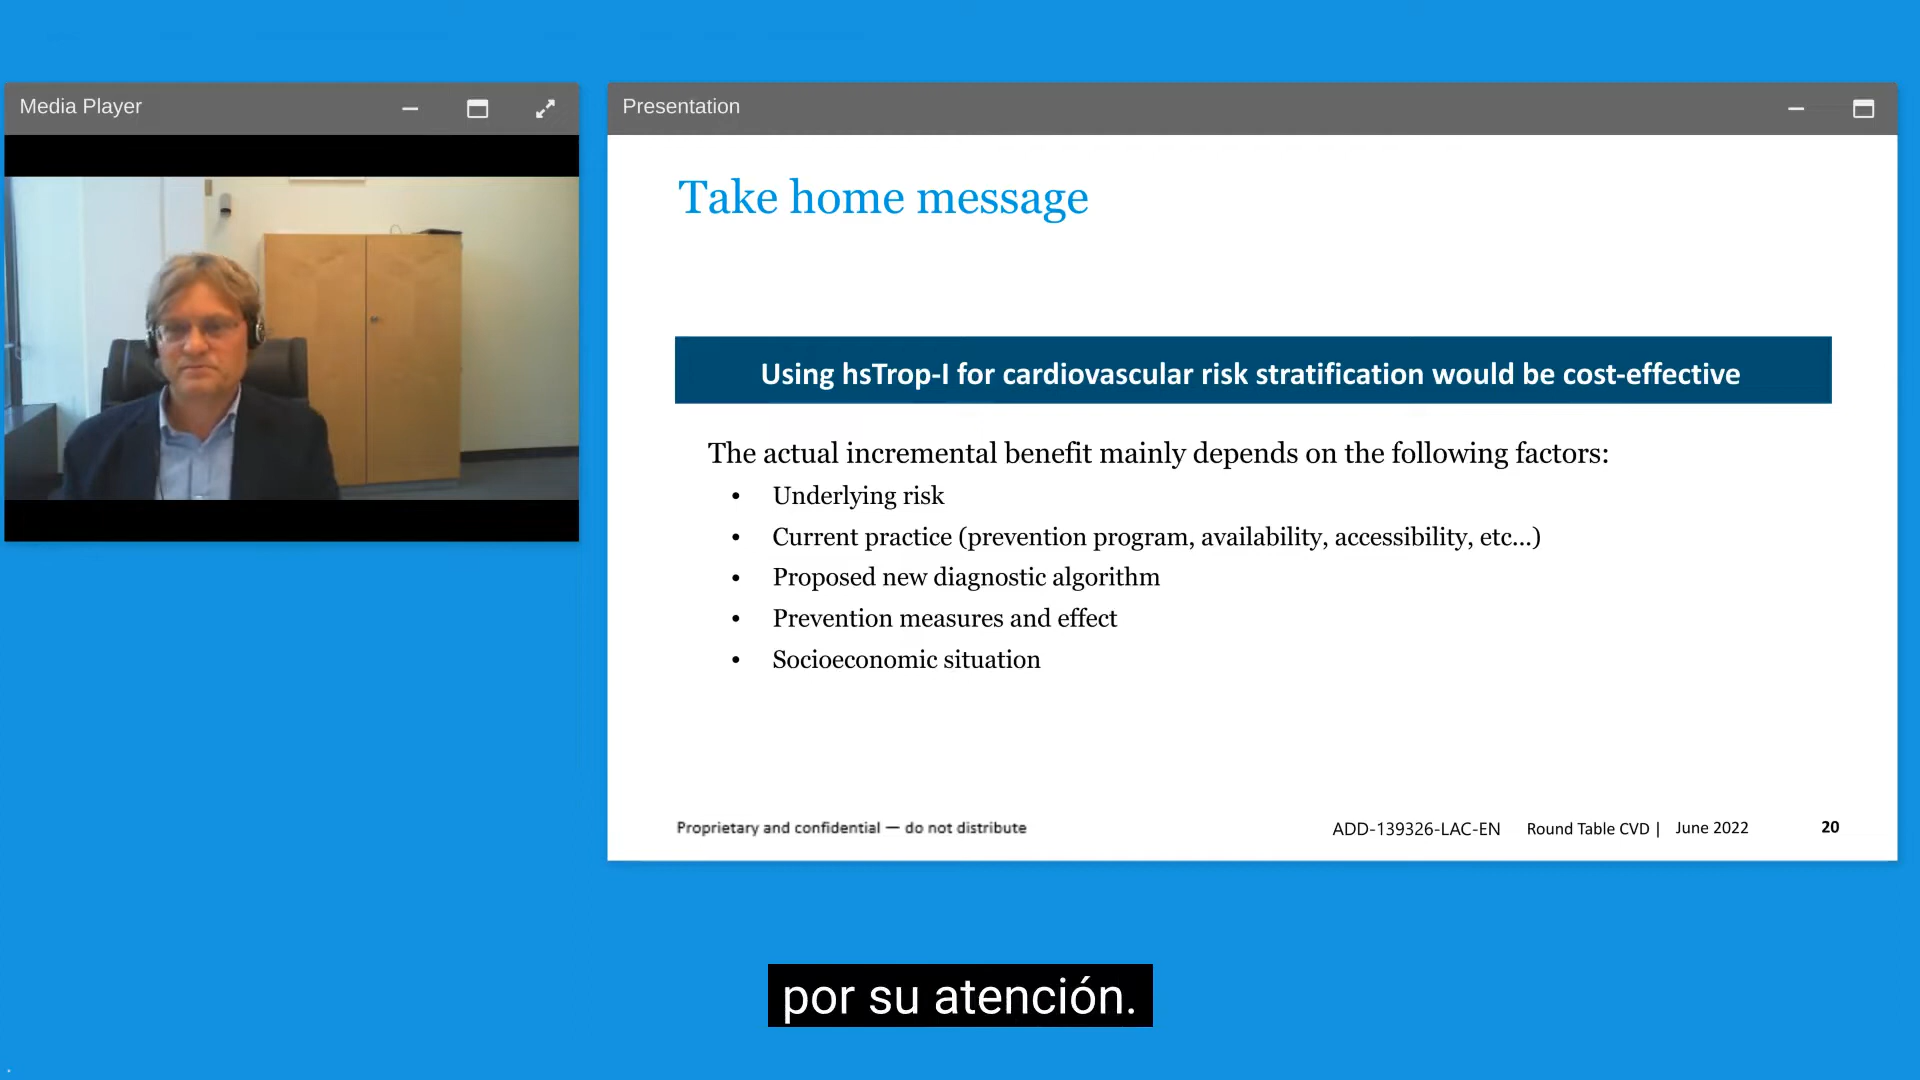 Media Player
Presentation
Take home message
Using hsTrop-I for cardiovascular risk stratification would be cost-effective
The actual incremental benefit mainly depends on the following factors:
• Underlying risk
• Current practice (prevention program, availability, accessibility, etc...)
• Proposed new diagnostic algorithm
• Prevention measures and effect
• Socioeconomic situation
Proprietary and confidential — do not distribute
ADD-139326-LAC-EN Round Table CVD | June 2022 20
por su atención.